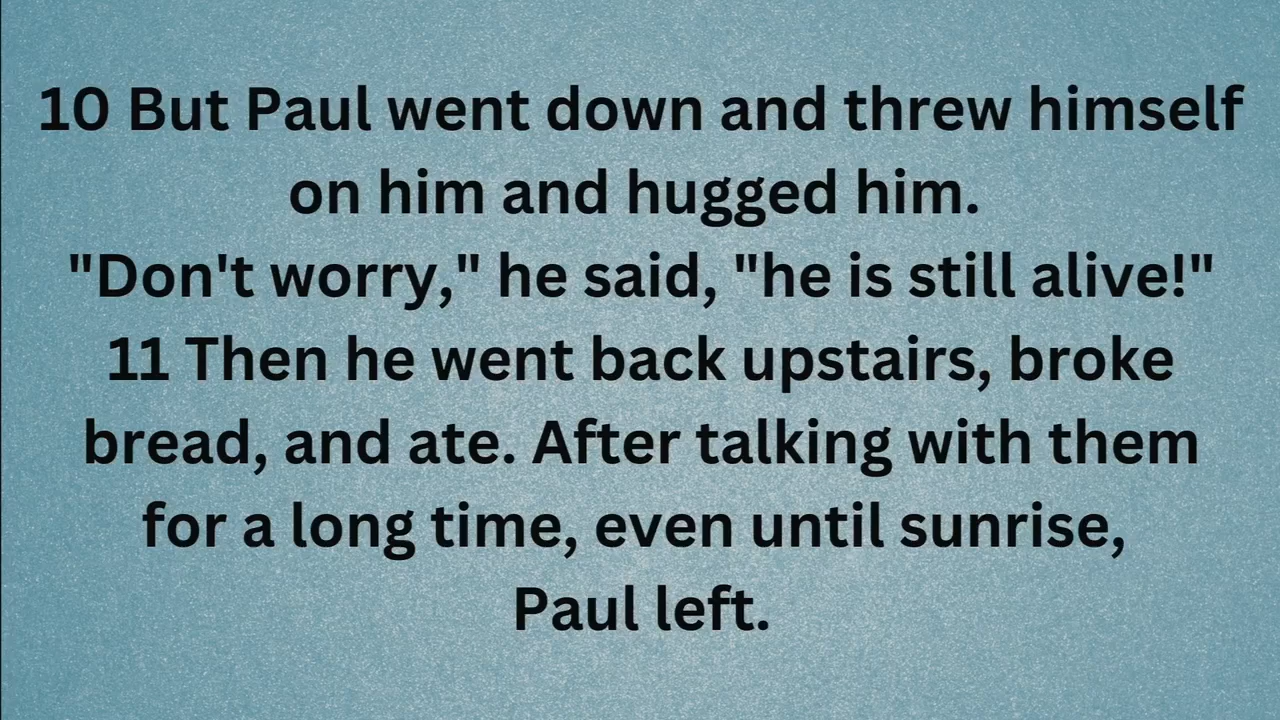 10 But Paul went down and threw himself
on him and hugged him.
"Don't worry," he said, "he is still alive!"
11 Then he went back upstairs, broke
bread, and ate. After talking with them
for a long time, even until sunrise,
Paul left.